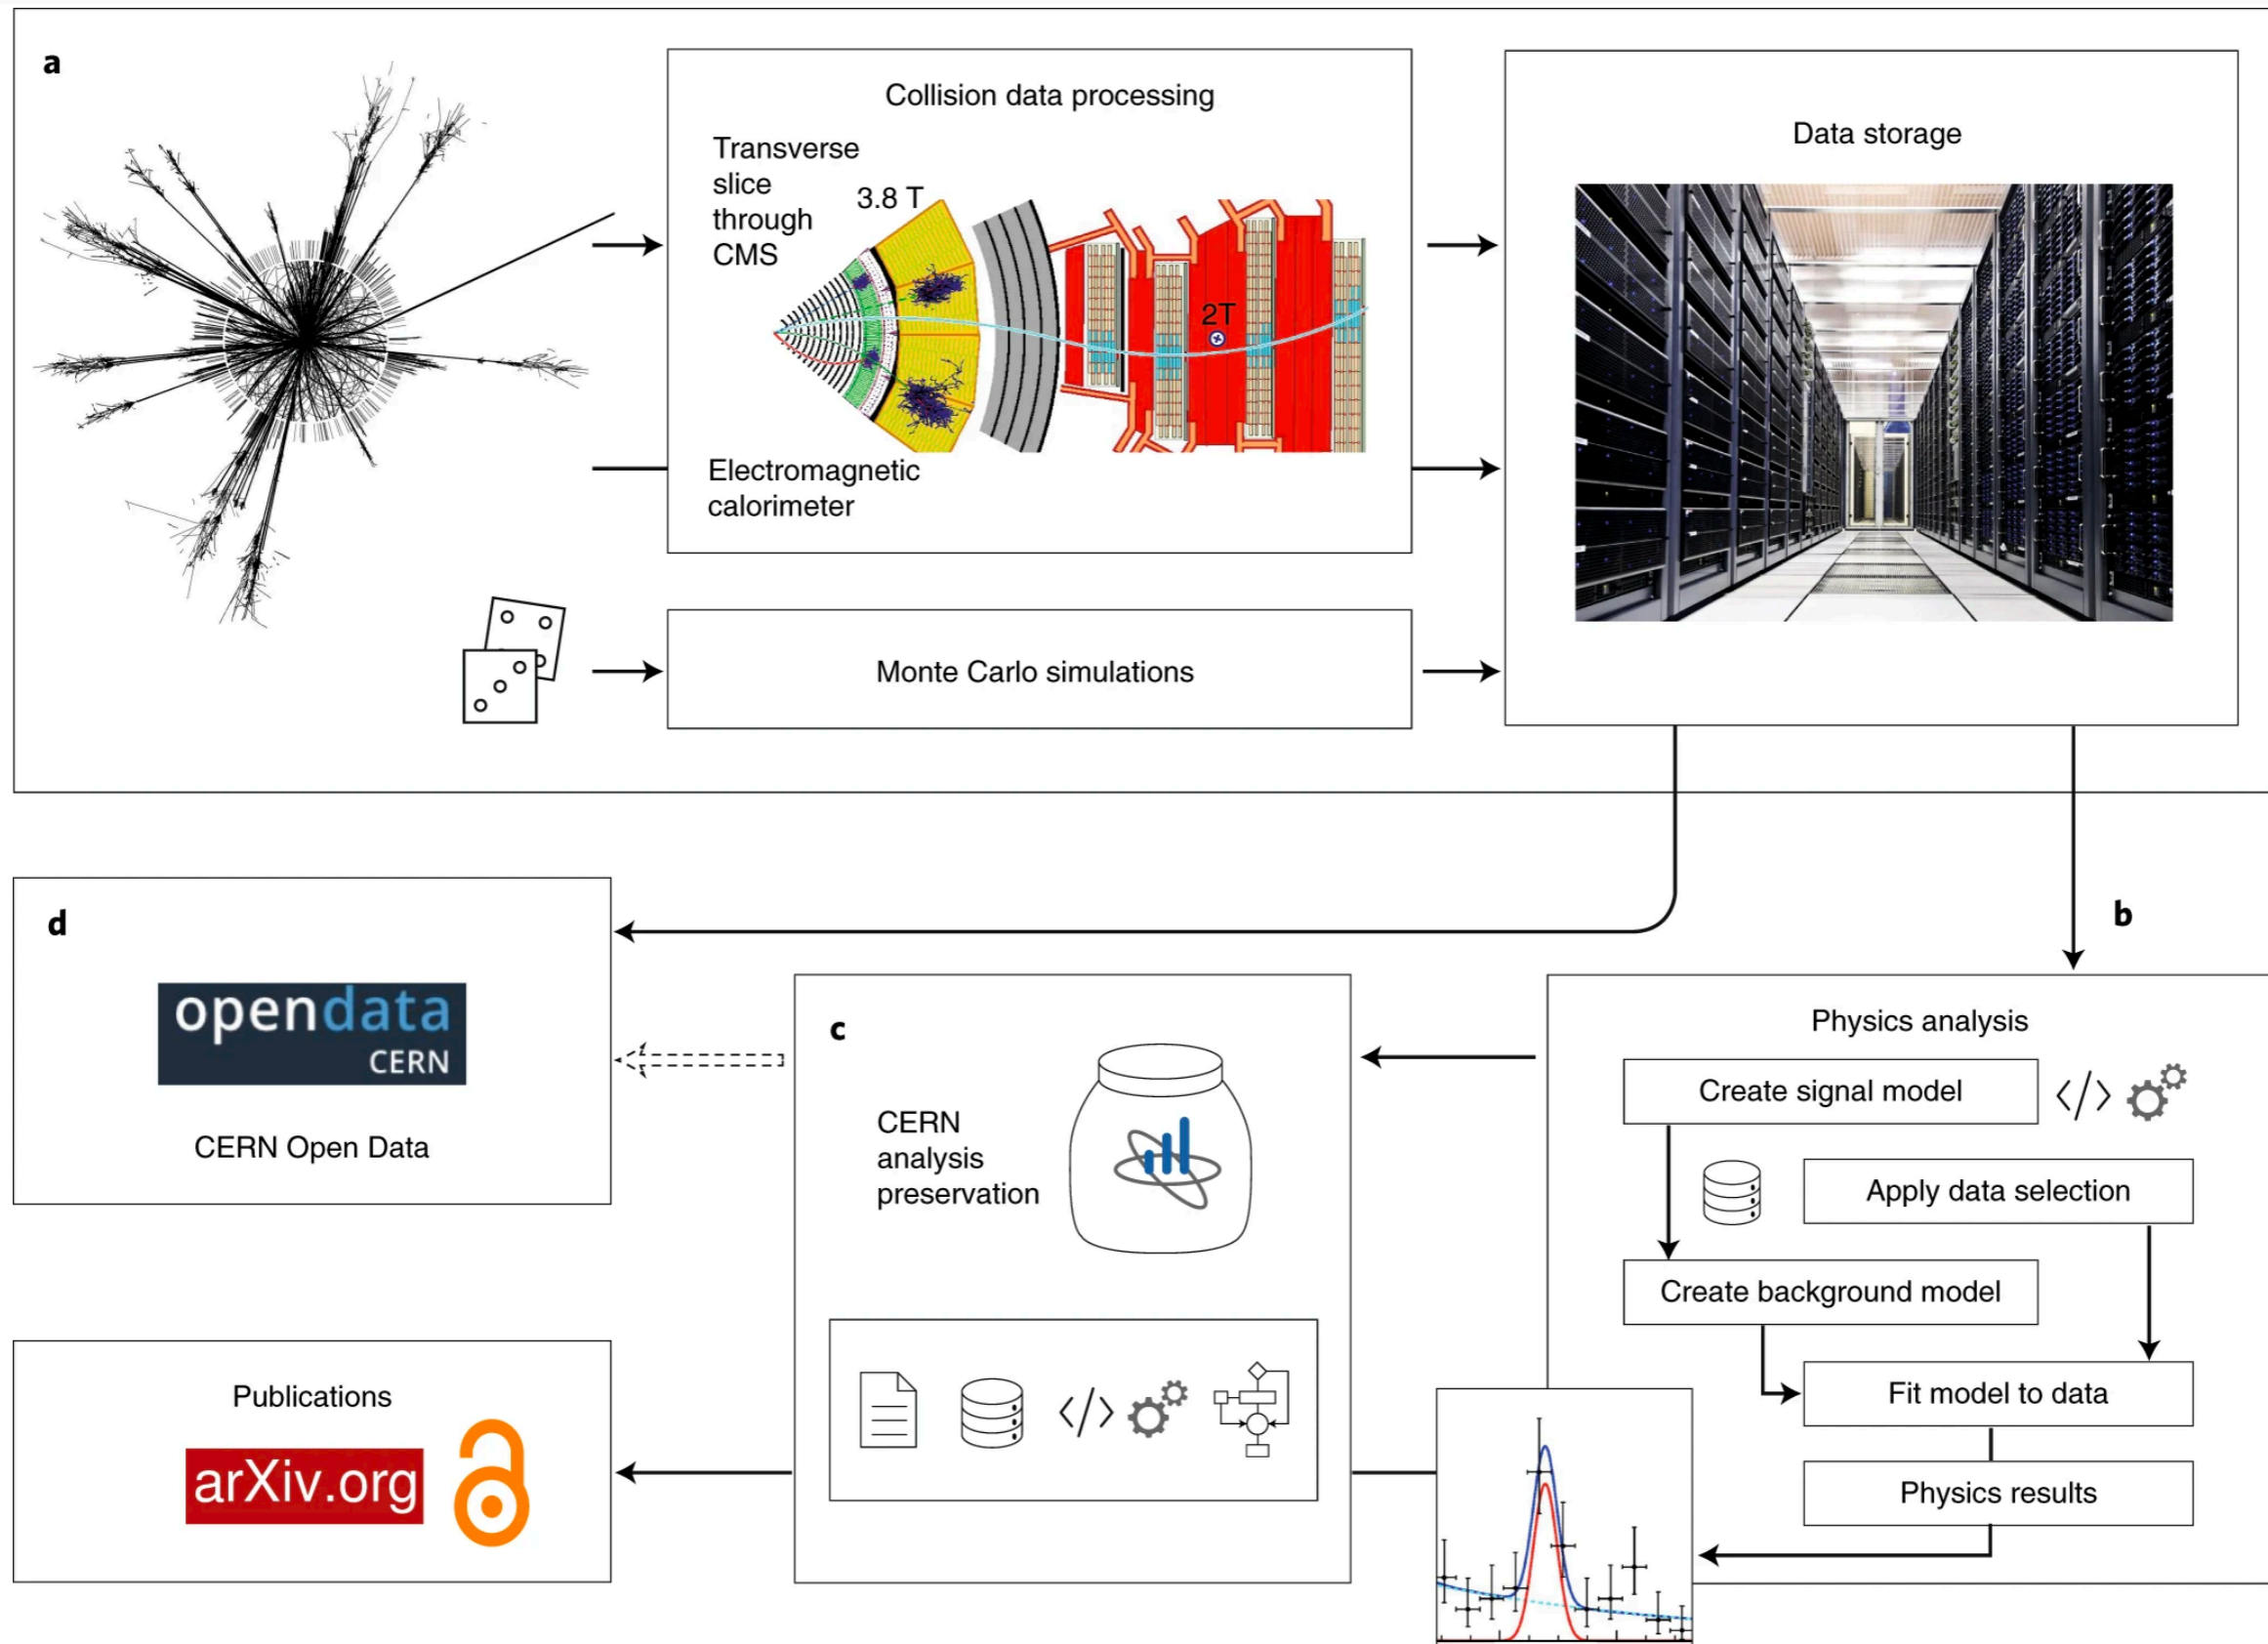 a
Collision data processing
Transverse
slice
through
CMS
3.8 T
2T
Electromagnetic
calorimeter
Data storage
Monte Carlo simulations
b
Physics analysis
Create signal model
</>
Apply data selection
Create background model
Fit model to data
Physics results
c
CERN
analysis
preservation
</>
d
opendata
CERN
CERN Open Data
Publications
arXiv.org